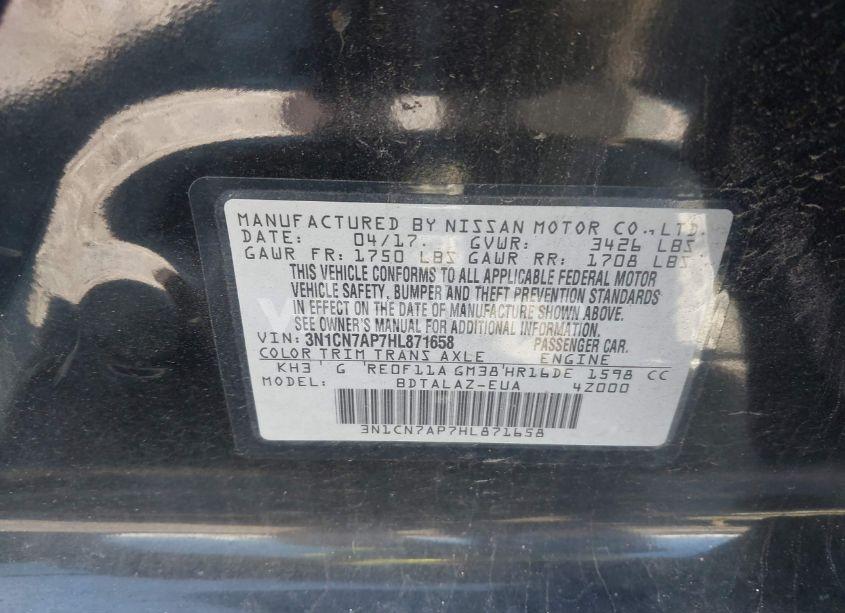 MANUFACTURED BY NISSAN MOTOR CO., LTD.
DATE: 04/17. GVWR: 3426 LBS
GAWR FR: 1750 LBS GAWR RR: 1708 LBS
THIS VEHICLE CONFORMS TO ALL APPLICABLE FEDERAL MOTOR
VEHICLE SAFETY, BUMPER AND THEFT PREVENTION STANDARDS
IN EFFECT ON THE DATE OF MANUFACTURE SHOWN ABOVE.
SEE OWNER'S MANUAL FOR ADDITIONAL INFORMATION.
VIN: 3N1CN7AP7HL871658 PASSENGER CAR.
COLOR TRIM TRANS AXLE ENGINE
KH3 G RE0F11A GM38 HR16DE 1598 CC
MODEL: BDTALAZ-EUA 4Z000
3N1CN7AP7HL871658